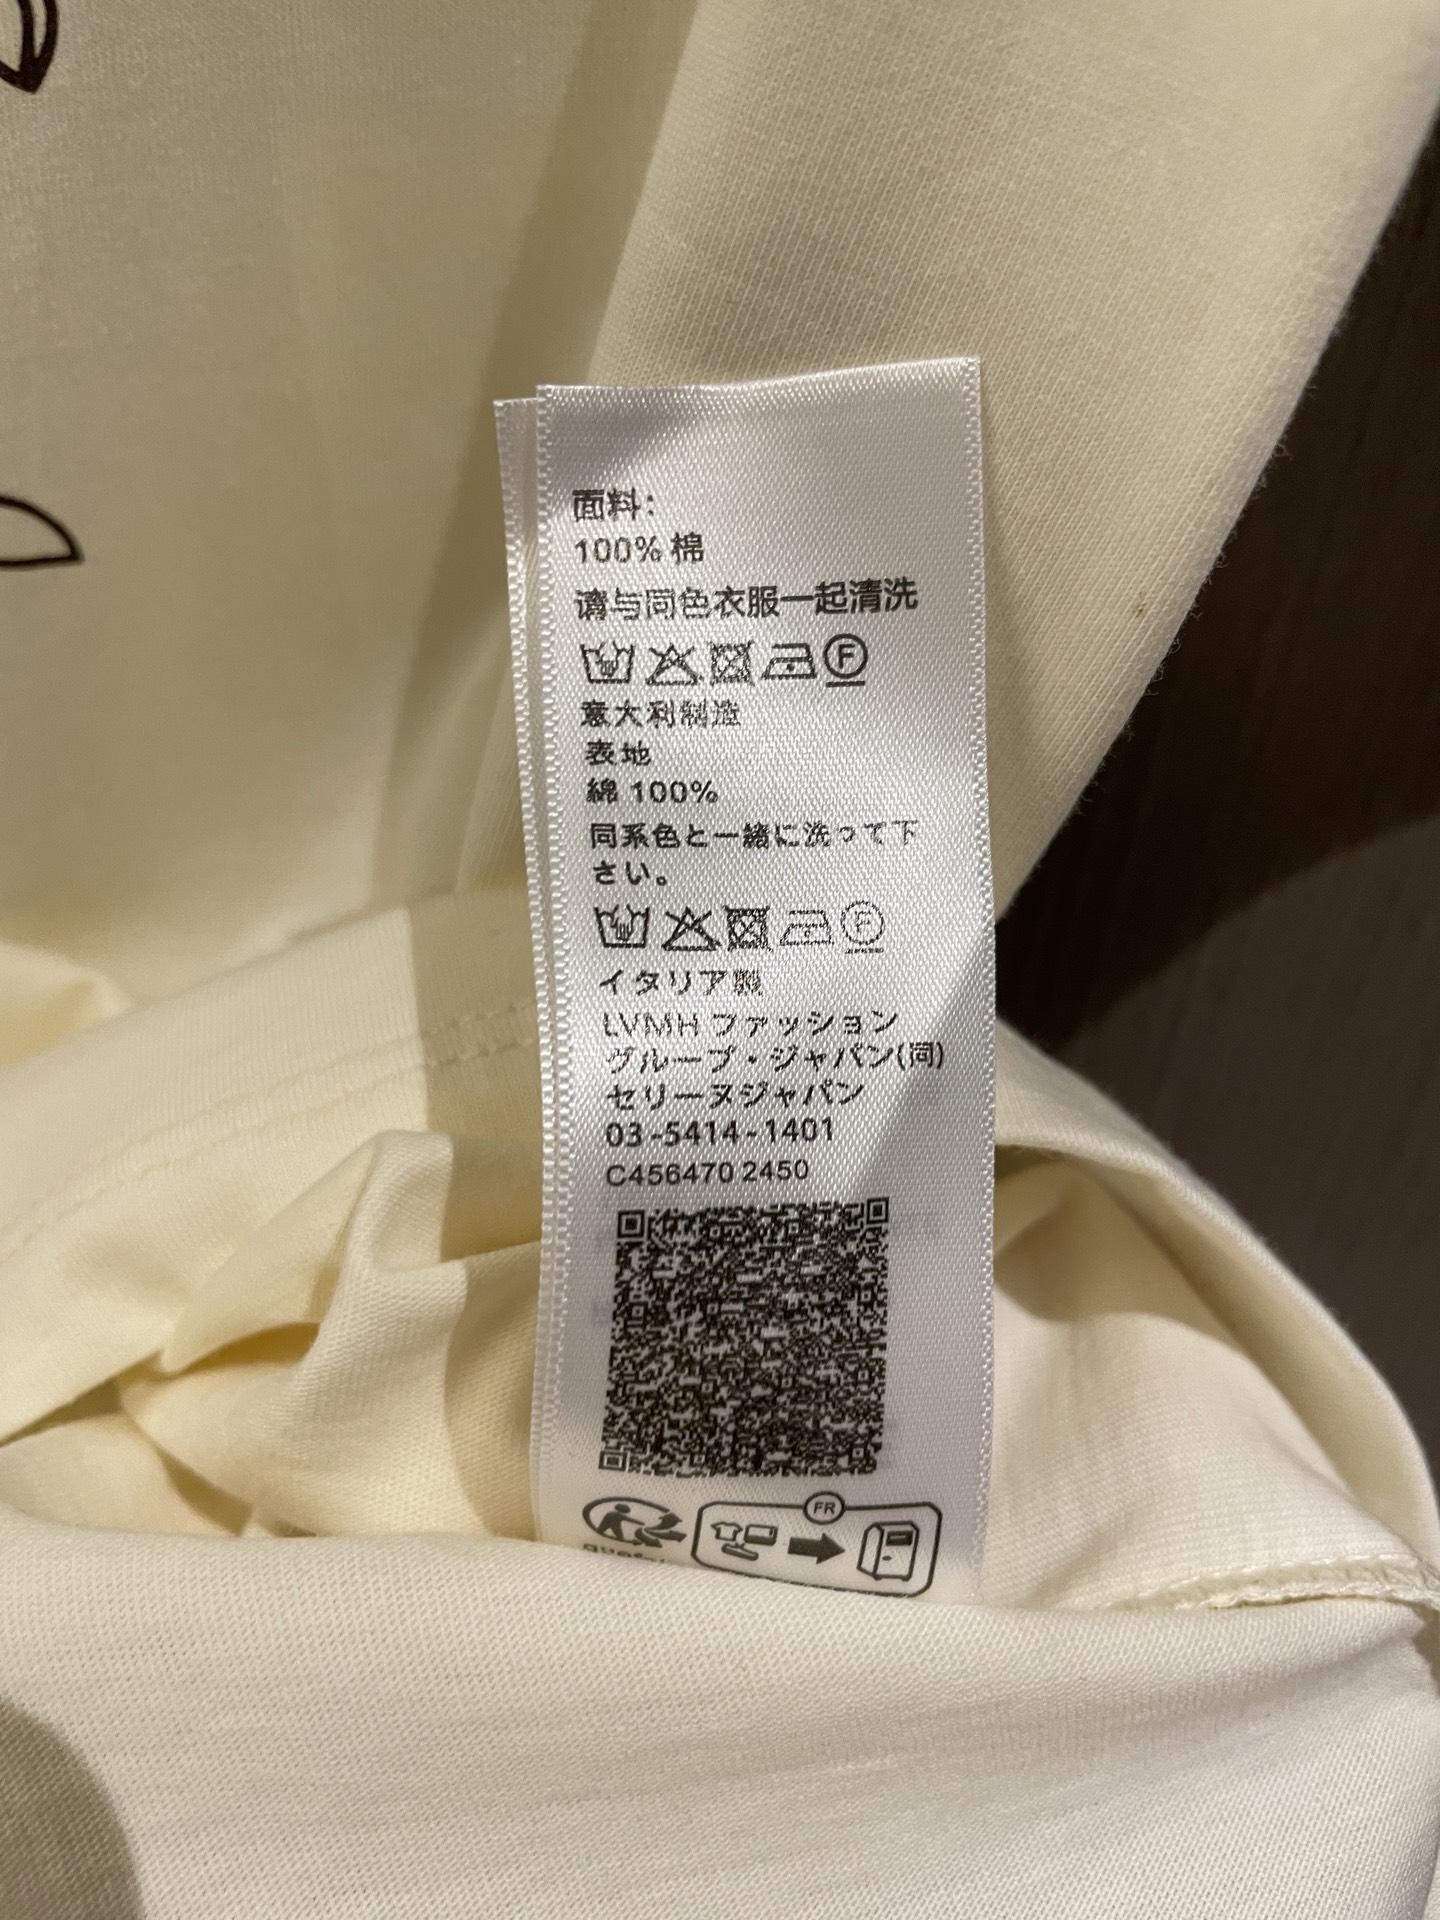 面料：
100% 棉
请与同色衣服一起清洗
F
意大利制造
表地
綿 100%
同系色と一緒に洗って下
さい。
F
イタリア製
LVMH ファッション
グループ・ジャパン(同)
セリーヌジャパン
03-5414-1401
C456470 2450
FR